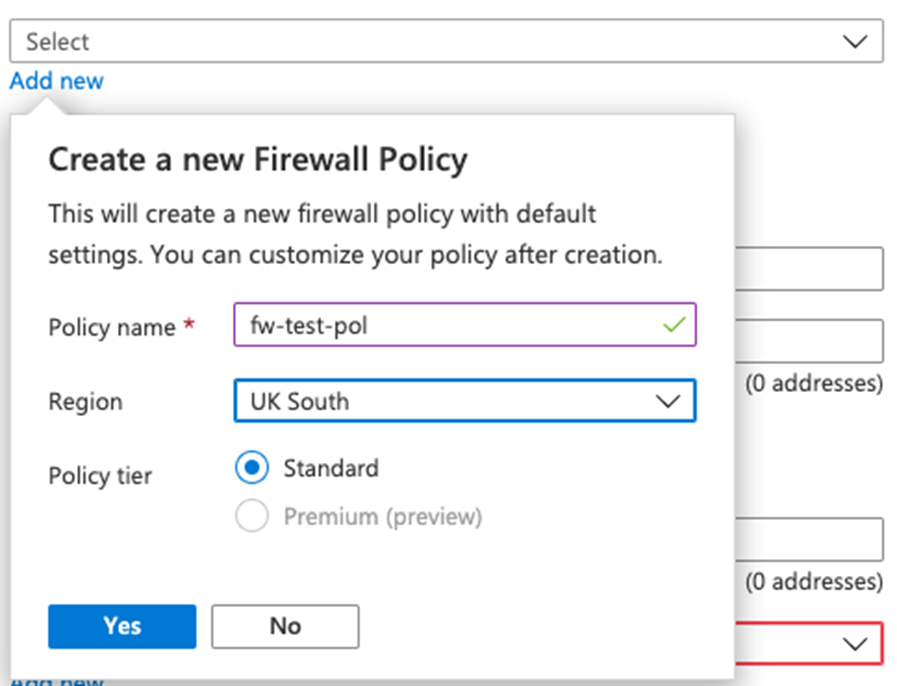 Select
Add new
Create a new Firewall Policy
This will create a new firewall policy with default
settings. You can customize your policy after creation.
Policy name *
fw-test-pol
Region
UK South
(0 addresses)
Policy tier
Standard
Premium (preview)
(0 addresses)
Yes
No
Add new